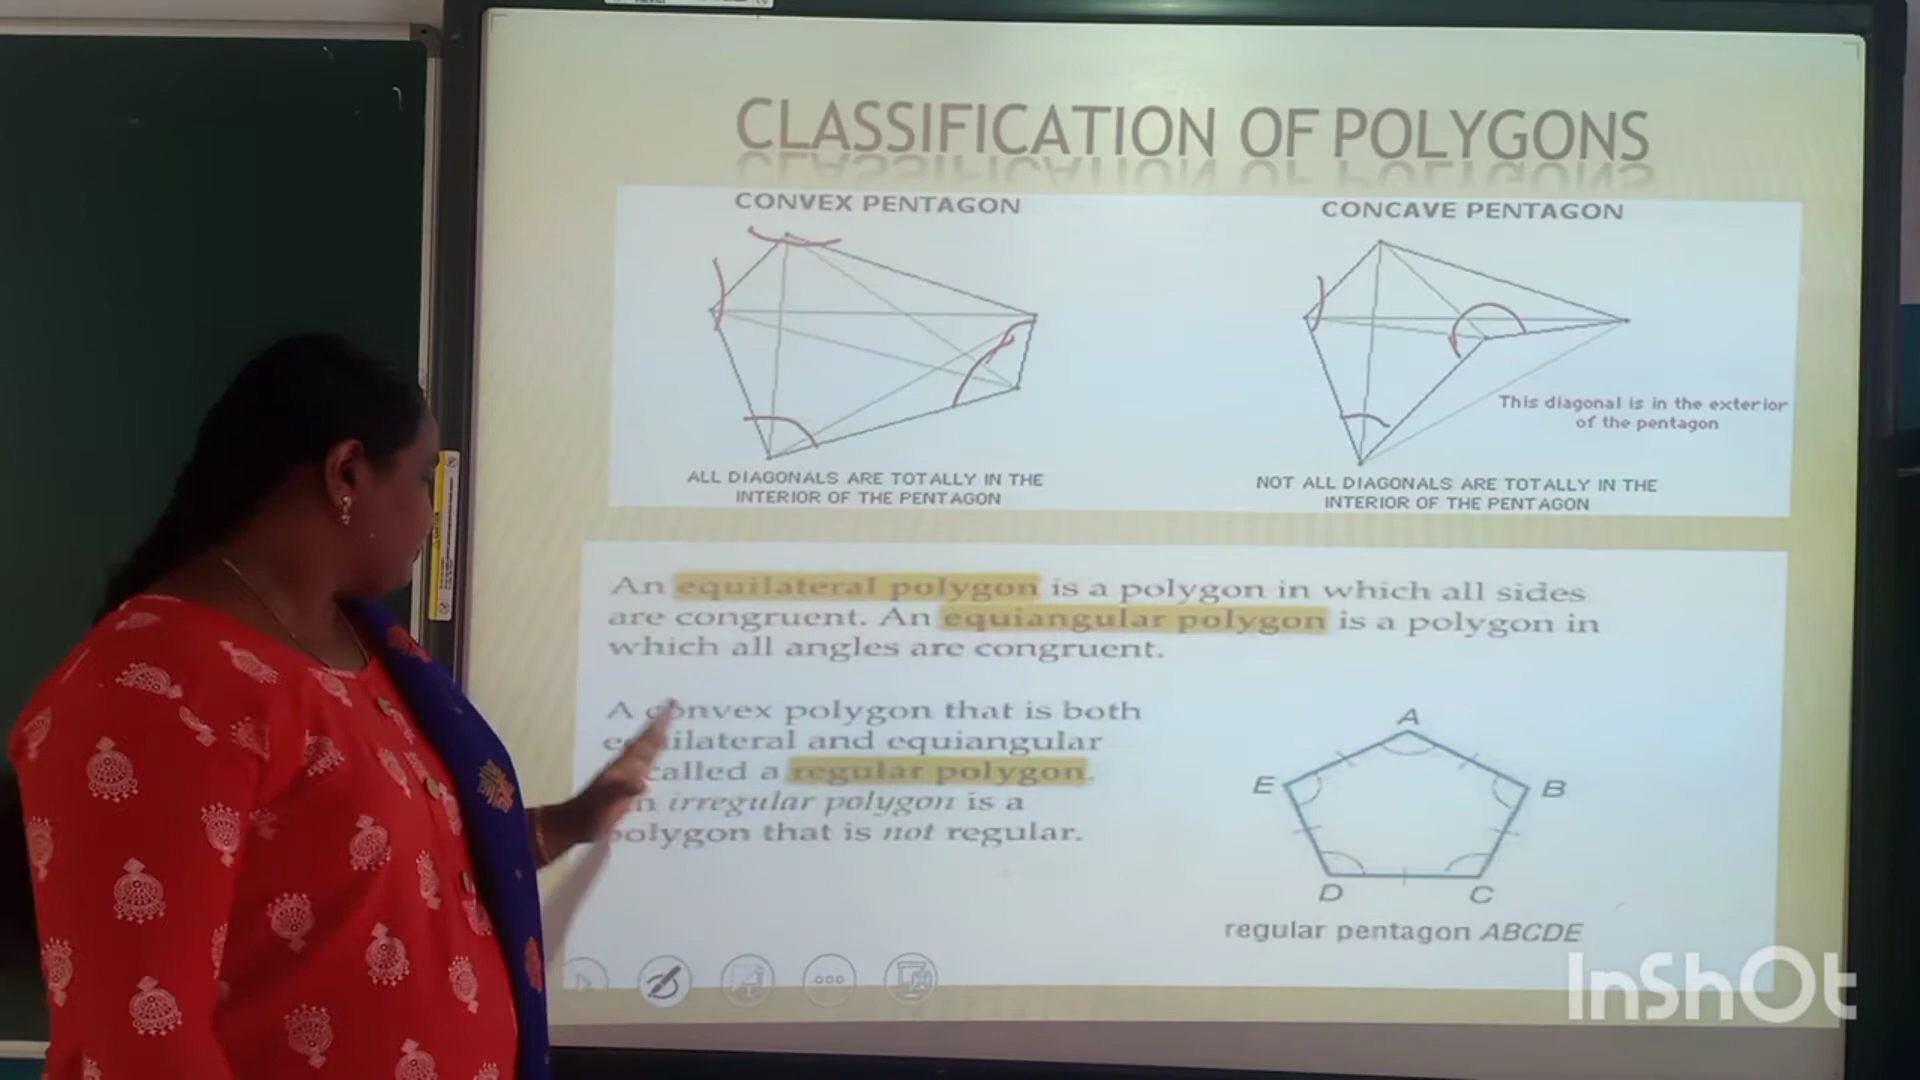 CLASSIFICATION OF POLYGONS
CONVEX PENTAGON
CONCAVE PENTAGON
This diagonal is in the exterior
of the pentagon
ALL DIAGONALS ARE TOTALLY IN THE
INTERIOR OF THE PENTAGON
NOT ALL DIAGONALS ARE TOTALLY IN THE
INTERIOR OF THE PENTAGON
An equilateral polygon is a polygon in which all sides
are congruent. An equiangular polygon is a polygon in
which all angles are congruent.
A convex polygon that is both
equilateral and equiangular
called a regular polygon.
irregular polygon is a
polygon that is not regular.
A
E
B
D
C
regular pentagon ABCDE
InShOt